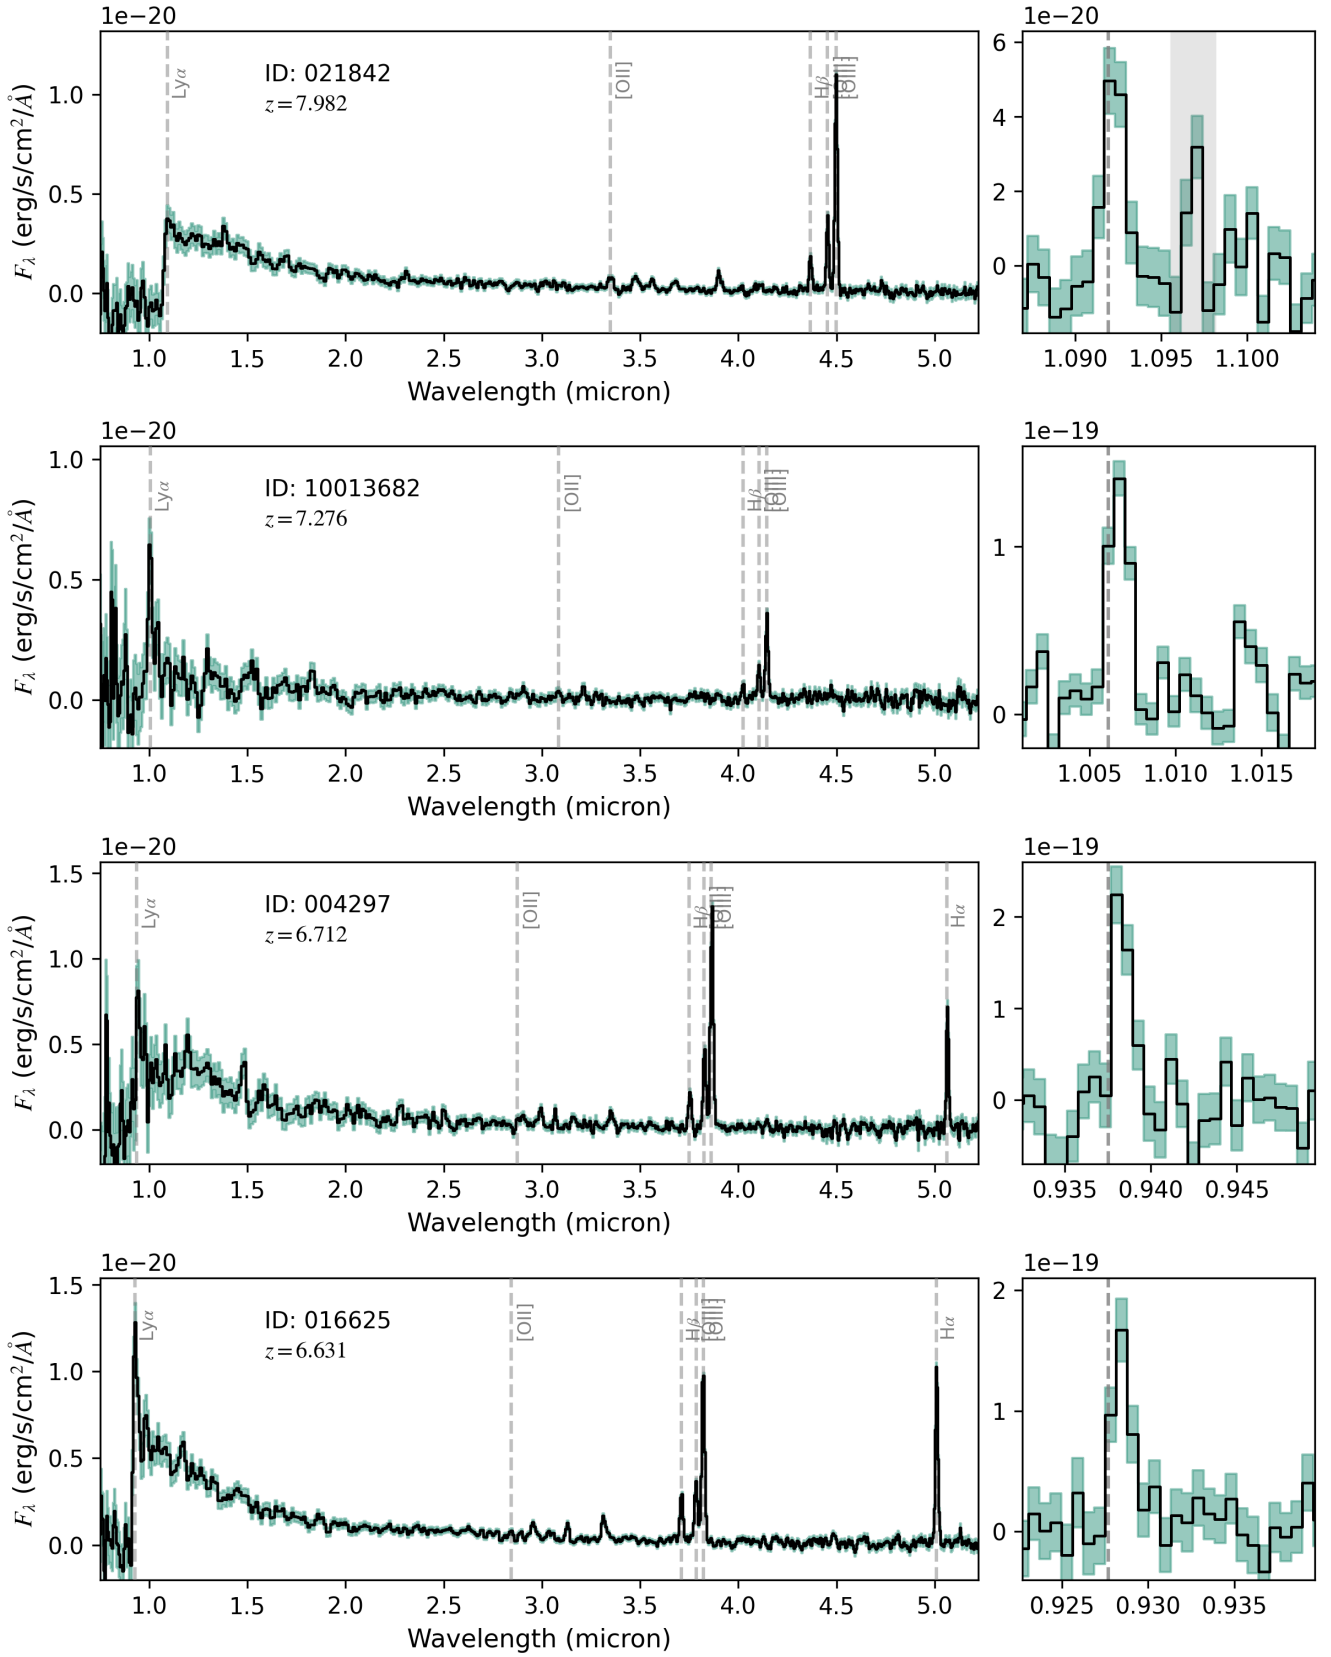 1e−20
1.0
0.5
0.0
F_λ (erg/s/cm²/Å)
Lyα
ID: 021842
z = 7.982
[OII]
Hβ
[OIII]
[OIII]
1.0 1.5 2.0 2.5 3.0 3.5 4.0 4.5 5.0
Wavelength (micron)
1e−20
6
4
2
0
1.090 1.095 1.100
1e−20
1.0
0.5
0.0
F_λ (erg/s/cm²/Å)
Lyα
ID: 10013682
z = 7.276
[OII]
Hβ
[OIII]
[OIII]
1.0 1.5 2.0 2.5 3.0 3.5 4.0 4.5 5.0
Wavelength (micron)
1e−19
1
0
1.005 1.010 1.015
1e−20
1.5
1.0
0.5
0.0
F_λ (erg/s/cm²/Å)
Lyα
ID: 004297
z = 6.712
[OII]
Hβ
[OIII]
[OIII]
Hα
1.0 1.5 2.0 2.5 3.0 3.5 4.0 4.5 5.0
Wavelength (micron)
1e−19
2
1
0
0.935 0.940 0.945
1e−20
1.5
1.0
0.5
0.0
F_λ (erg/s/cm²/Å)
Lyα
ID: 016625
z = 6.631
[OII]
Hβ
[OIII]
[OIII]
Hα
1.0 1.5 2.0 2.5 3.0 3.5 4.0 4.5 5.0
Wavelength (micron)
1e−19
2
1
0
0.925 0.930 0.935